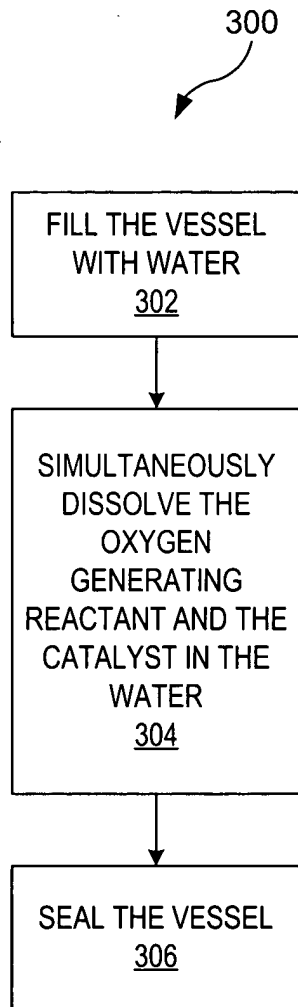 300
FILL THE VESSEL
WITH WATER
302
SIMULTANEOUSLY
DISSOLVE THE
OXYGEN
GENERATING
REACTANT AND THE
CATALYST IN THE
WATER
304
SEAL THE VESSEL
306